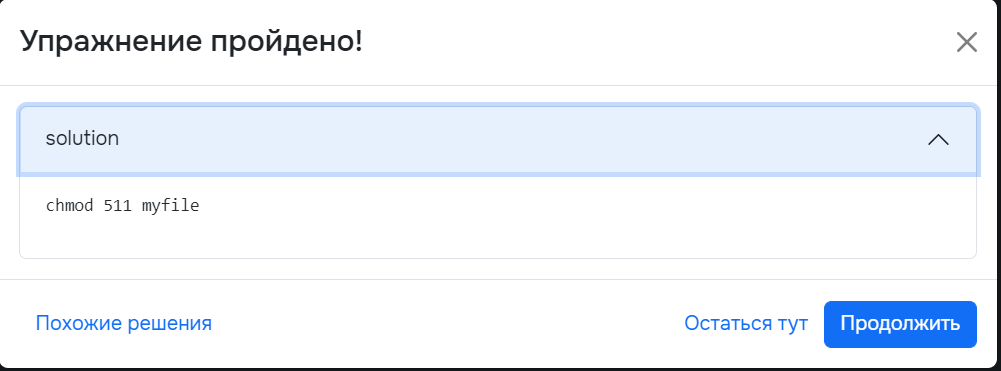 Упражнение пройдено!
solution
chmod 511 myfile
Похожие решения
Остаться тут
Продолжить